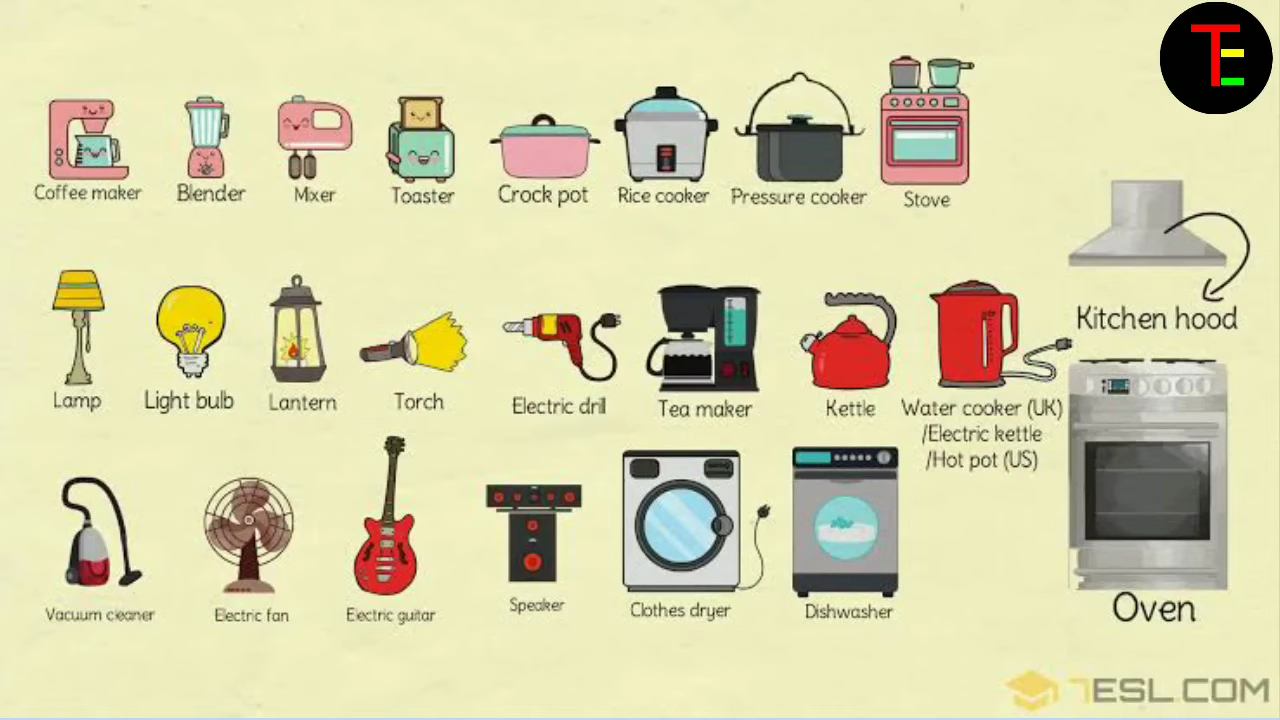 TE
Coffee maker
Blender
Mixer
Toaster
Crock pot
Rice cooker
Pressure cooker
Stove
Kitchen hood
Lamp
Light bulb
Lantern
Torch
Electric dril
Tea maker
Kettle
Water cooker (UK)
/Electric kettle
/Hot pot (US)
Vacuum cleaner
Electric fan
Electric guitar
Speaker
Clothes dryer
Dishwasher
Oven
7ESL.COM